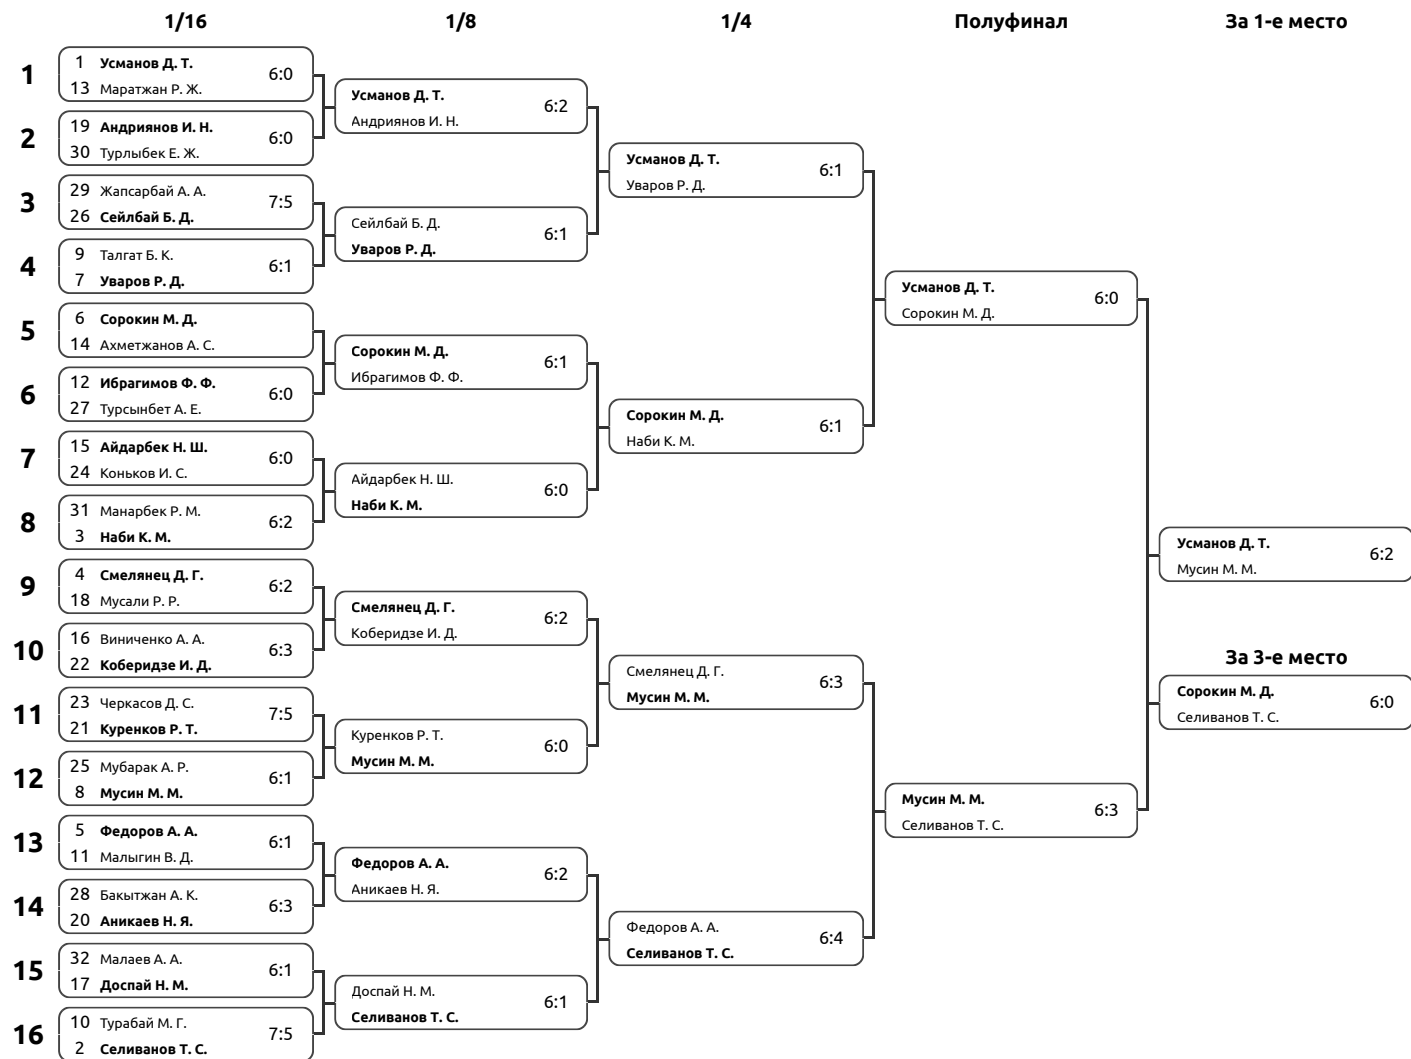 1/16
1/8
1/4
Полуфинал
За 1-е место
1
1 Усманов Д. Т. 6:0
13 Маратжан Р. Ж.
2
19 Андриянов И. Н. 6:0
30 Турлыбек Е. Ж.
3
29 Жапсарбай А. А. 7:5
26 Сейлбай Б. Д.
4
9 Талгат Б. К. 6:1
7 Уваров Р. Д.
5
6 Сорокин М. Д.
14 Ахметжанов А. С.
6
12 Ибрагимов Ф. Ф. 6:0
27 Турсынбет А. Е.
7
15 Айдарбек Н. Ш. 6:0
24 Коньков И. С.
8
31 Манарбек Р. М. 6:2
3 Наби К. М.
9
4 Смелянец Д. Г. 6:2
18 Мусали Р. Р.
10
16 Виниченко А. А. 6:3
22 Коберидзе И. Д.
11
23 Черкасов Д. С. 7:5
21 Куренков Р. Т.
12
25 Мубарак А. Р. 6:1
8 Мусин М. М.
13
5 Федоров А. А. 6:1
11 Малыгин В. Д.
14
28 Бакытжан А. К. 6:3
20 Аникаев Н. Я.
15
32 Малаев А. А. 6:1
17 Доспай Н. М.
16
10 Турабай М. Г. 7:5
2 Селиванов Т. С.
Усманов Д. Т. 6:2
Андриянов И. Н.
Сейлбай Б. Д. 6:1
Уваров Р. Д.
Сорокин М. Д. 6:1
Ибрагимов Ф. Ф.
Айдарбек Н. Ш. 6:0
Наби К. М.
Смелянец Д. Г. 6:2
Коберидзе И. Д.
Куренков Р. Т. 6:0
Мусин М. М.
Федоров А. А. 6:2
Аникаев Н. Я.
Доспай Н. М. 6:1
Селиванов Т. С.
Усманов Д. Т. 6:1
Уваров Р. Д.
Сорокин М. Д. 6:1
Наби К. М.
Смелянец Д. Г. 6:3
Мусин М. М.
Федоров А. А. 6:4
Селиванов Т. С.
Усманов Д. Т. 6:0
Сорокин М. Д.
Мусин М. М. 6:3
Селиванов Т. С.
Усманов Д. Т. 6:2
Мусин М. М.
За 3-е место
Сорокин М. Д. 6:0
Селиванов Т. С.